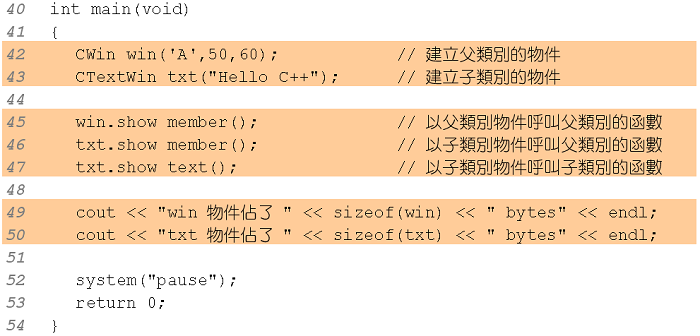 40 int main(void)
41 {
42 CWin win('A',50,60); // 建立父類別的物件
43 CTextWin txt("Hello C++"); // 建立子類別的物件
44
45 win.show member(); // 以父類別物件呼叫父類別的函數
46 txt.show member(); // 以子類別物件呼叫父類別的函數
47 txt.show text(); // 以子類別物件呼叫子類別的函數
48
49 cout << "win 物件佔了 " << sizeof(win) << " bytes" << endl;
50 cout << "txt 物件佔了 " << sizeof(txt) << " bytes" << endl;
51
52 system("pause");
53 return 0;
54 }